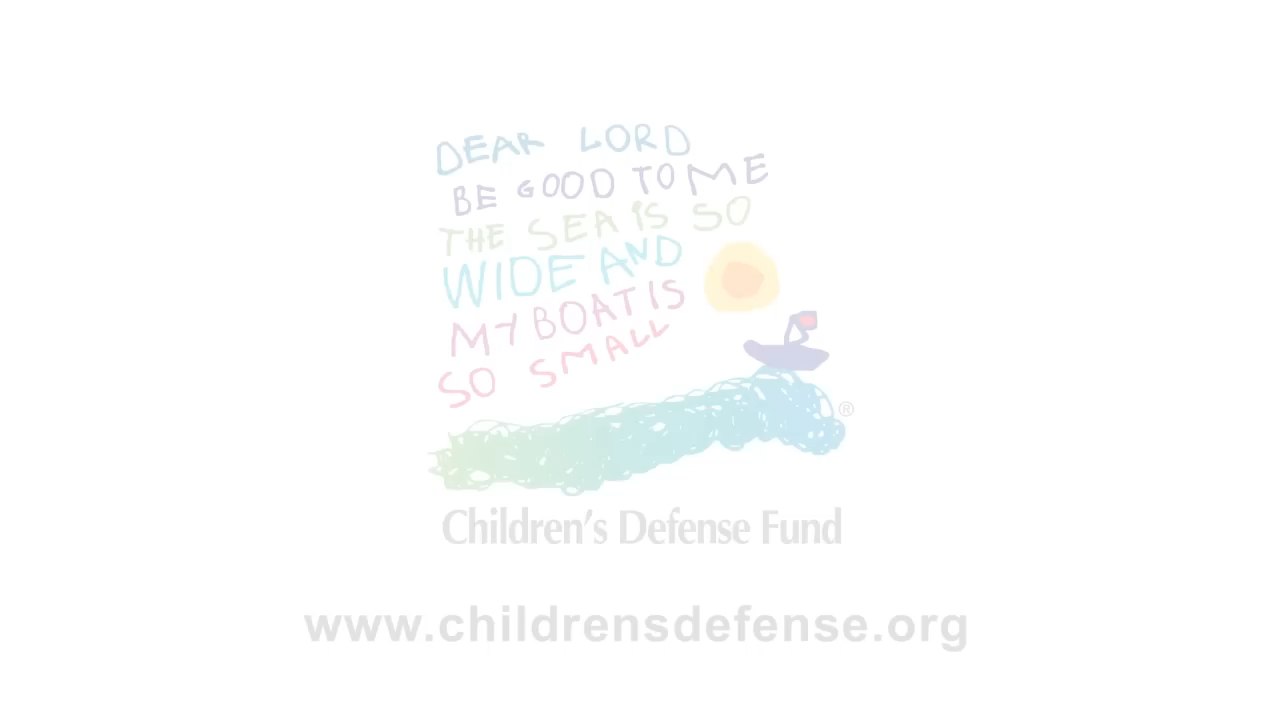 DEAR LORD
BE GOOD TO ME
THE SEA IS SO
WIDE AND
MY BOAT IS
SO SMALL
®
Children's Defense Fund
www.childrensdefense.org